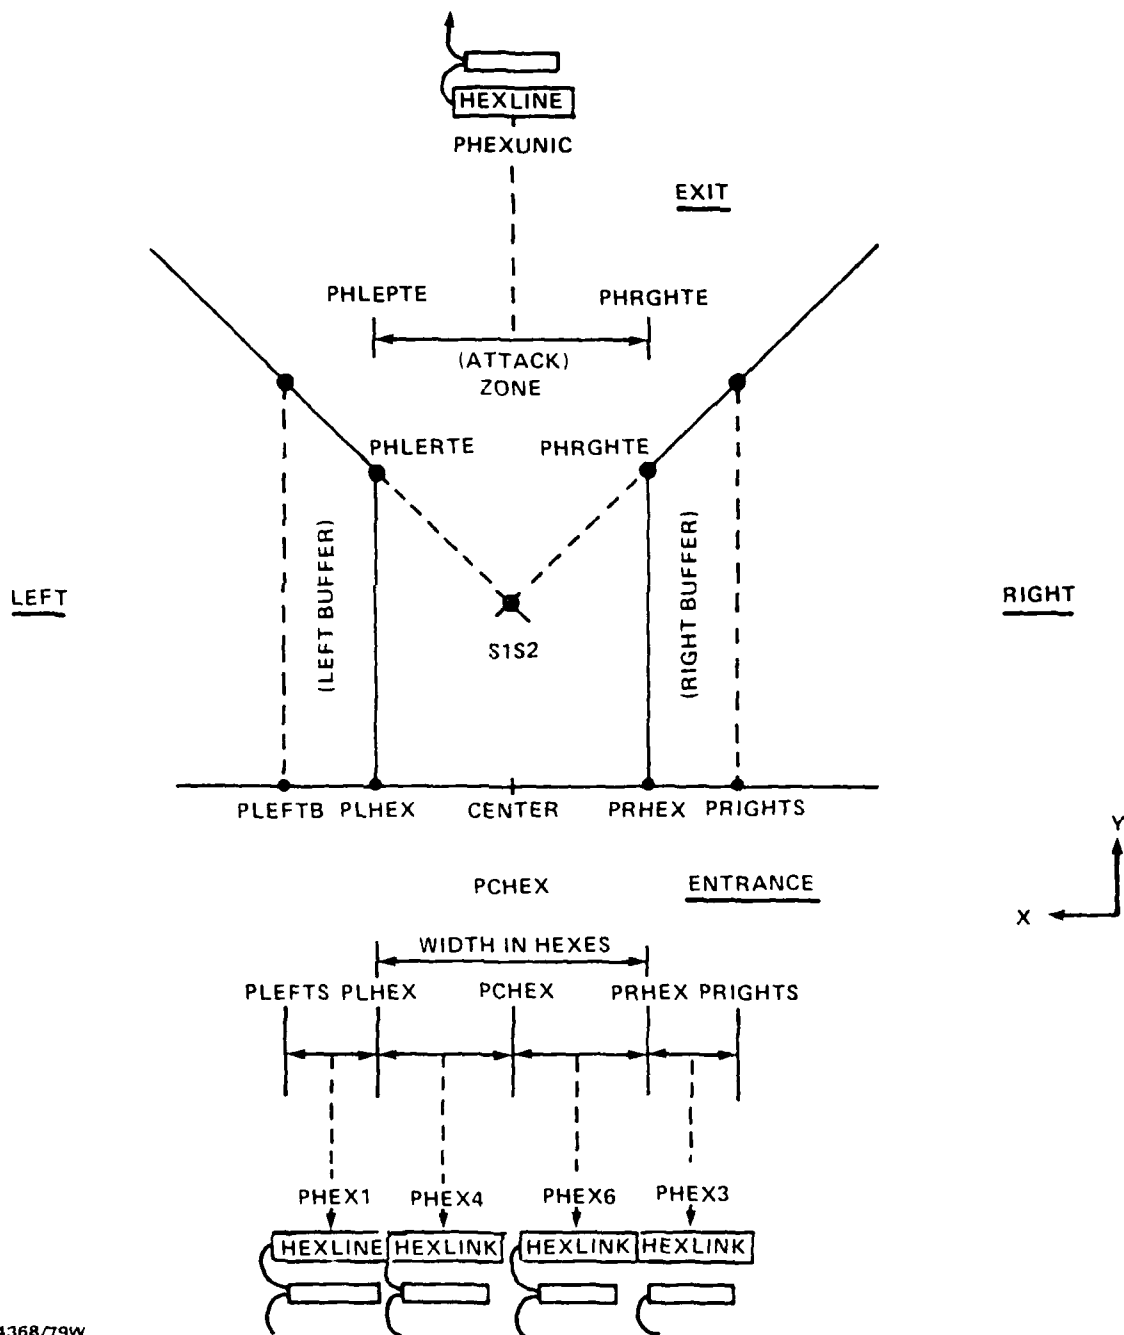 HEXLINE
PHEXUNIC
EXIT
PHLEPTE PHRGHTE
(ATTACK)
ZONE
PHLERTE PHRGHTE
(LEFT BUFFER)
(RIGHT BUFFER)
LEFT
RIGHT
S1S2
PLEFTB PLHEX CENTER PRHEX PRIGHTS
Y
PCHEX ENTRANCE
X
WIDTH IN HEXES
PLEFTS PLHEX PCHEX PRHEX PRIGHTS
PHEX1 PHEX4 PHEX6 PHEX3
HEXLINE HEXLINK HEXLINK HEXLINK
4368/79W